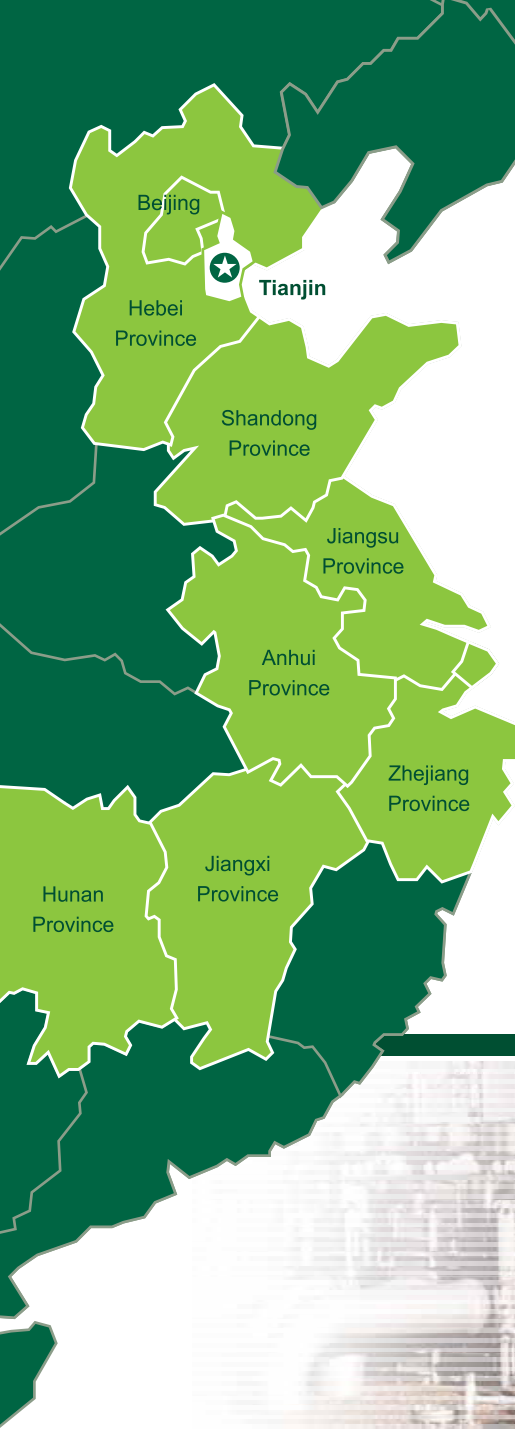 Beijing
Tianjin
Hebei
Province
Shandong
Province
Jiangsu
Province
Anhui
Province
Zhejiang
Province
Jiangxi
Province
Hunan
Province